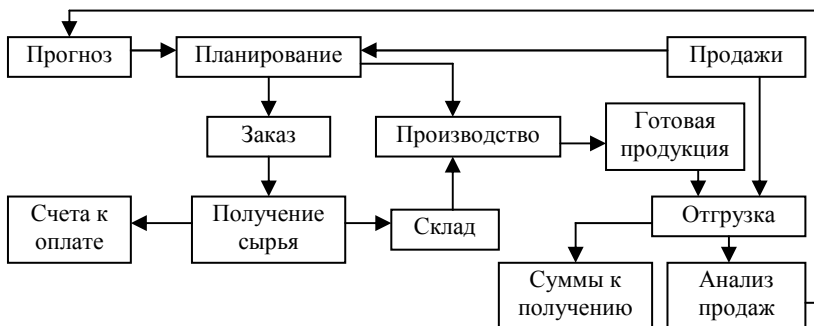 Прогноз
Планирование
Продажи
Заказ
Производство
Готовая
продукция
Счета к
оплате
Получение
сырья
Склад
Отгрузка
Суммы к
получению
Анализ
продаж